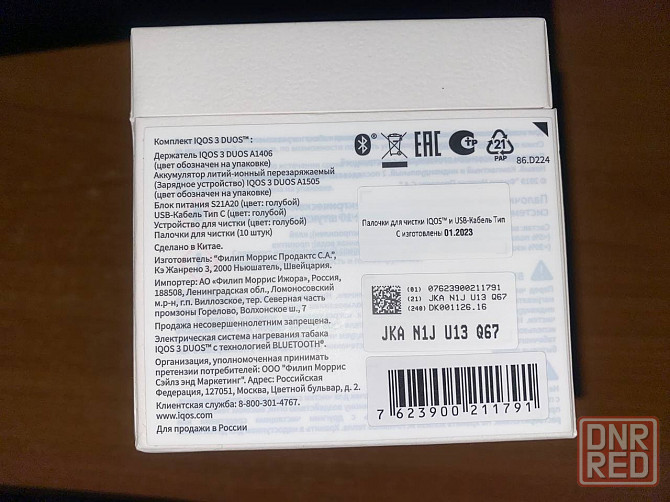 Комплект IQOS 3 DUOS™ :
Держатель IQOS 3 DUOS A1406
(цвет обозначен на упаковке)
Аккумулятор литий-ионный перезаряжаемый
(Зарядное устройство) IQOS 3 DUOS A1505
(цвет обозначен на упаковке)
Блок питания S21A20 (цвет: голубой)
USB-Кабель Тип C (цвет: голубой)
Устройство для чистки (цвет: голубой)
Палочки для чистки (10 штук)
Сделано в Китае.
Изготовитель: "Филип Моррис Продактс С.А.",
Кэ Жанрено 3, 2000 Ньюшатель, Швейцария.
Импортер: АО «Филип Моррис Ижора», Россия,
188508, Ленинградская обл., Ломоносовский
м.р-н, г.п. Виллозское, тер. Северная часть
промзоны Горелово, Волхонское ш., 7
Продажа несовершеннолетним запрещена.
Электрическая система нагревания табака
IQOS 3 DUOS™ с технологией BLUETOOTH®.
Организация, уполномоченная принимать
претензии потребителей: ООО "Филип Моррис
Сэйлз энд Маркетинг". Адрес: Российская
Федерация, 127051, Москва, Цветной бульвар, д. 2.
Клиентская служба: 8-800-301-4767.
www.iqos.com
Для продажи в России
EAC
21
PAP
86.D224
Палочки для чистки IQOS™ и USB-Кабель Тип
C изготовлены 01.2023
(01) 07623900211791
(21) JKA N1J U13 Q67
(240) DK001126.16
JKA N1J U13 Q67
7 623900 211791
DNR
RED